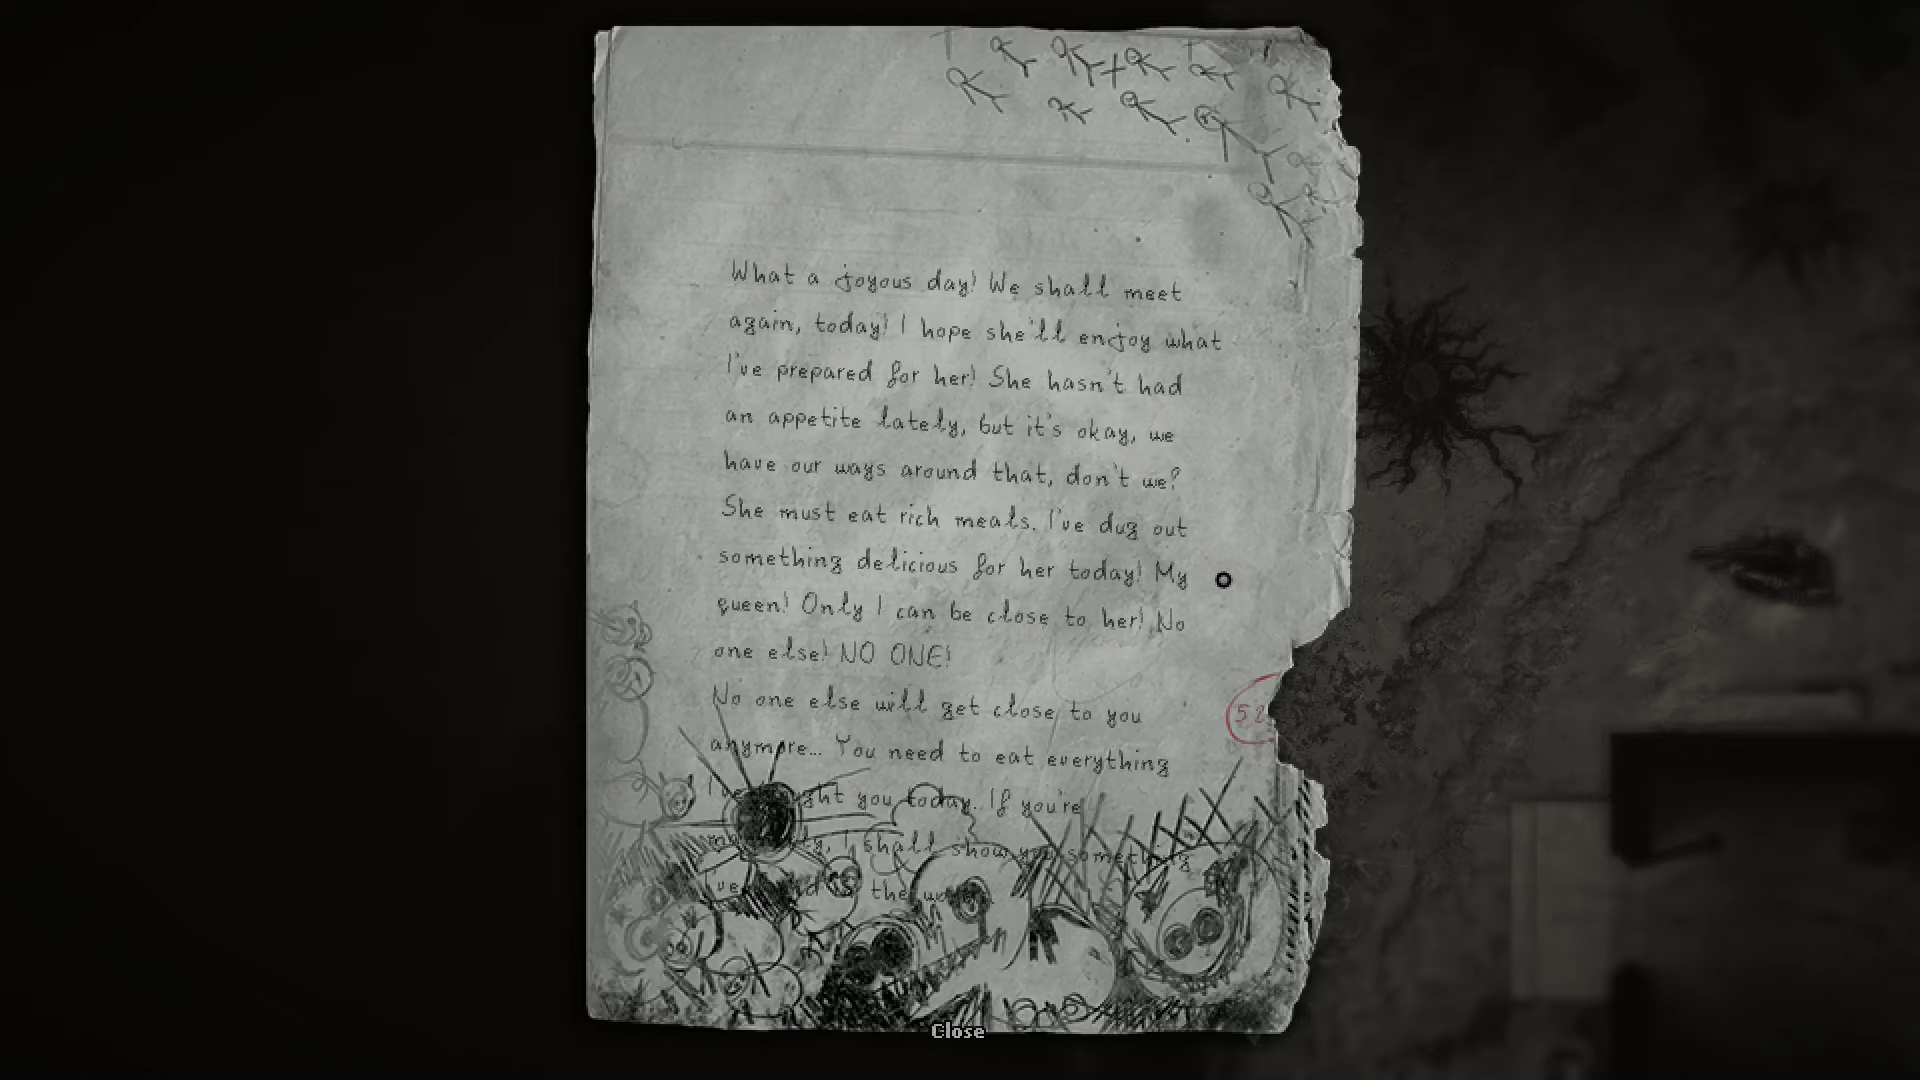 What a joyous day! We shall meet
again, today! I hope she'll enjoy what
I've prepared for her! She hasn't had
an appetite lately, but it's okay, we
have our ways around that, don't we?
She must eat rich meals. I've dug out
something delicious for her today! My
queen! Only I can be close to her! No
one else! NO ONE!
No one else will get close to you
52
anymore... You need to eat everything
you today. If you're
I shall show you something
the
Close